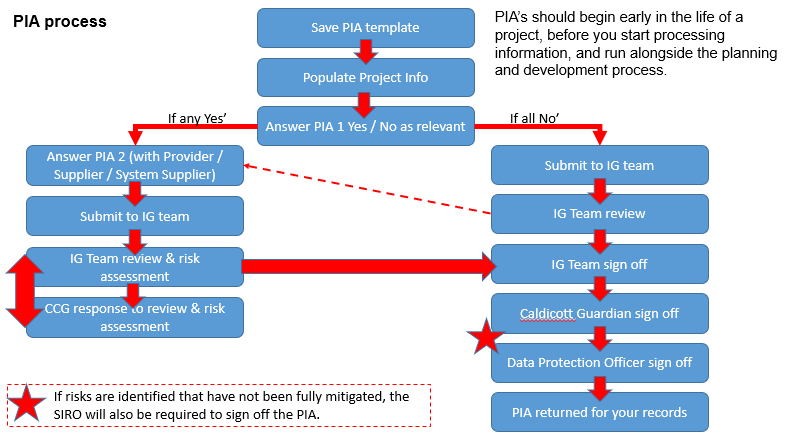 PIA process
PIA's should begin early in the life of a
project, before you start processing
information, and run alongside the planning
and development process.
Save PIA template
Populate Project Info
Answer PIA 1 Yes / No as relevant
If any Yes'
If all No'
Answer PIA 2 (with Provider /
Supplier / System Supplier)
Submit to IG team
IG Team review & risk
assessment
CCG response to review & risk
assessment
Submit to IG team
IG Team review
IG Team sign off
Caldicott Guardian sign off
Data Protection Officer sign off
PIA returned for your records
If risks are identified that have not been fully mitigated, the
SIRO will also be required to sign off the PIA.